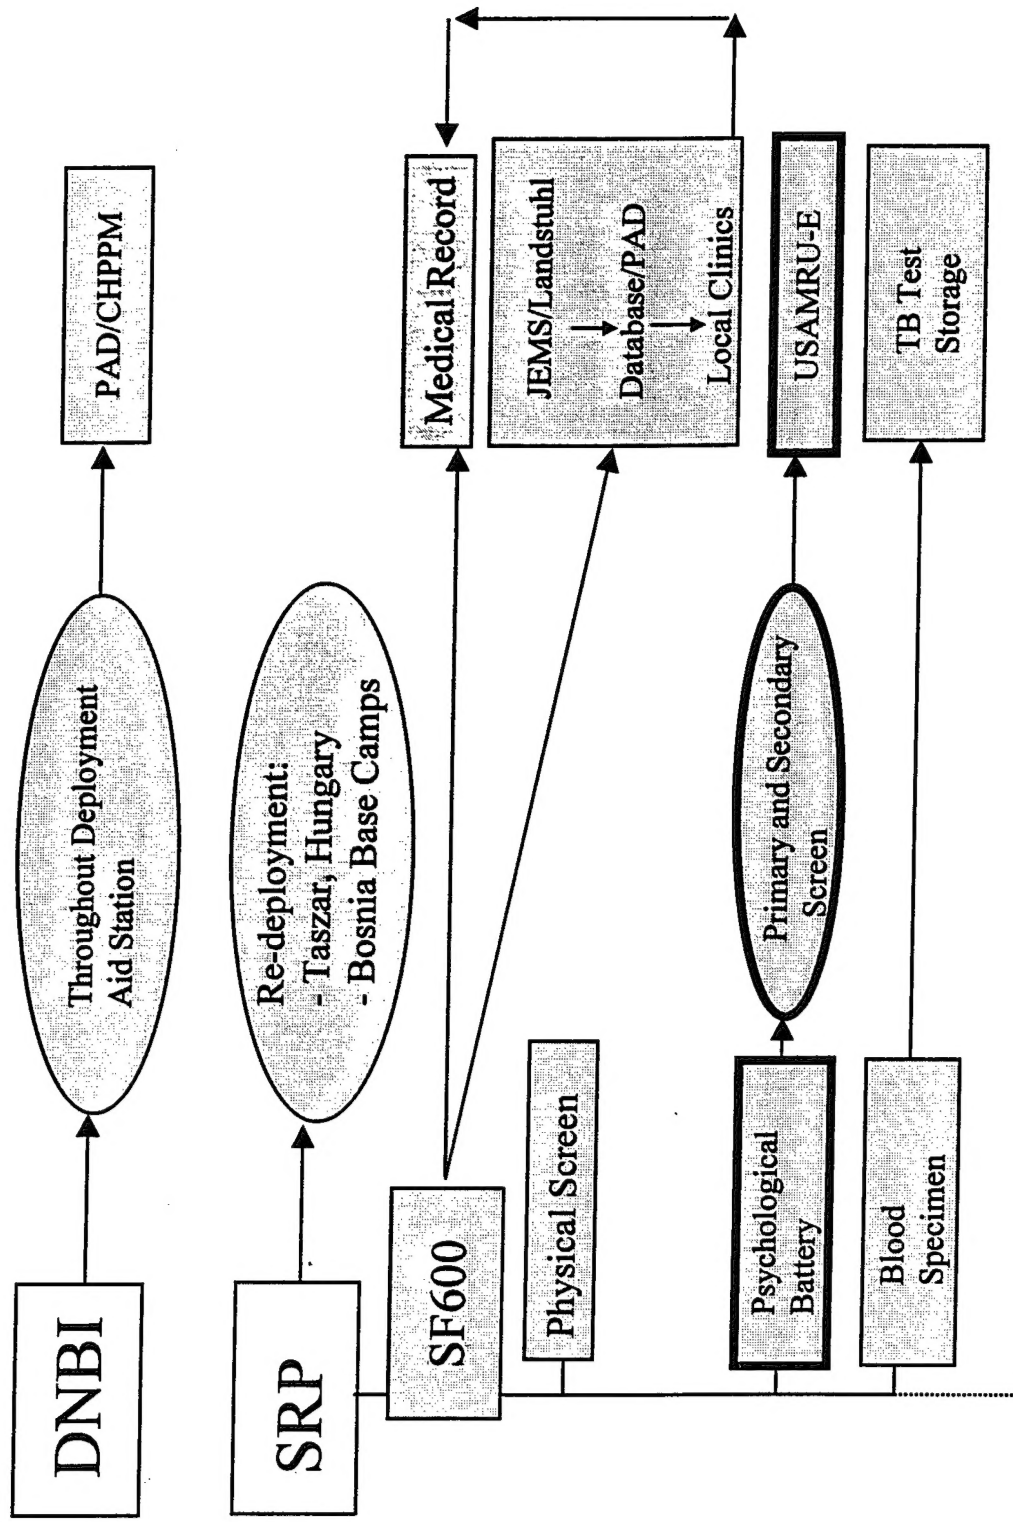 DNBI
Throughout Deployment
Aid Station
PAD/CHPPM
SRP
Re-deployment:
- Taszar, Hungary
- Bosnia Base Camps
SF600
Medical Record
JEMS/Landstuhl
Database/PAD
Local Clinics
Physical Screen
Psychological
Battery
Primary and Secondary
Screen
USAMRU-E
Blood
Specimen
TB Test
Storage